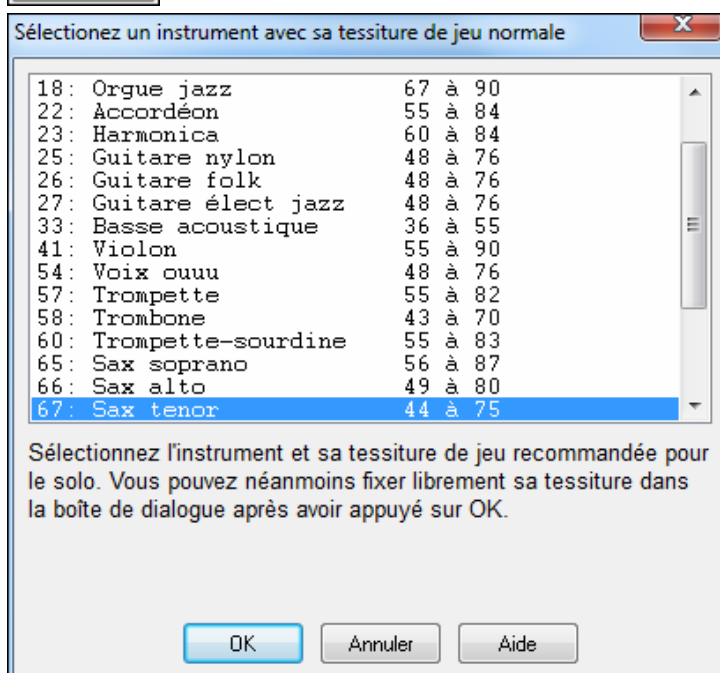 Sélectionez un instrument avec sa tessiture de jeu normale
18: Orgue jazz 67 à 90
22: Accordéon 55 à 84
23: Harmonica 60 à 84
25: Guitare nylon 48 à 76
26: Guitare folk 48 à 76
27: Guitare élect jazz 48 à 76
33: Basse acoustique 36 à 55
41: Violon 55 à 90
54: Voix ouuu 48 à 76
57: Trompette 55 à 82
58: Trombone 43 à 70
60: Trompette-sourdine 55 à 83
65: Sax soprano 56 à 87
66: Sax alto 49 à 80
67: Sax tenor 44 à 75
Sélectionnez l'instrument et sa tessiture de jeu recommandée pour
le solo. Vous pouvez néanmoins fixer librement sa tessiture dans
la boîte de dialogue après avoir appuyé sur OK.
OK Annuler Aide